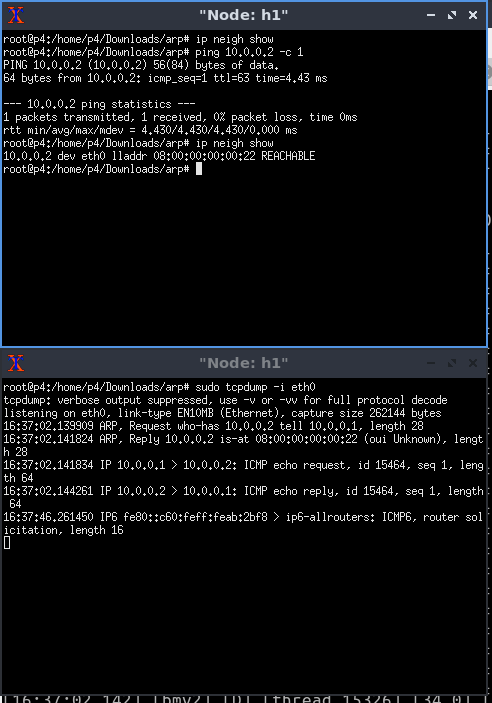 "Node: h1"
root@p4:/home/p4/Downloads/arp# ip neigh show
root@p4:/home/p4/Downloads/arp# ping 10.0.0.2 -c 1
PING 10.0.0.2 (10.0.0.2) 56(84) bytes of data.
64 bytes from 10.0.0.2: icmp_seq=1 ttl=63 time=4.43 ms
--- 10.0.0.2 ping statistics ---
1 packets transmitted, 1 received, 0% packet loss, time 0ms
rtt min/avg/max/mdev = 4.430/4.430/4.430/0.000 ms
root@p4:/home/p4/Downloads/arp# ip neigh show
10.0.0.2 dev eth0 lladdr 08:00:00:00:00:22 REACHABLE
root@p4:/home/p4/Downloads/arp#
"Node: h1"
root@p4:/home/p4/Downloads/arp# sudo tcpdump -i eth0
tcpdump: verbose output suppressed, use -v or -vv for full protocol decode
listening on eth0, link-type EN10MB (Ethernet), capture size 262144 bytes
16:37:02.139909 ARP, Request who-has 10.0.0.2 tell 10.0.0.1, length 28
16:37:02.141824 ARP, Reply 10.0.0.2 is-at 08:00:00:00:00:22 (oui Unknown), lengt
h 28
16:37:02.141834 IP 10.0.0.1 > 10.0.0.2: ICMP echo request, id 15464, seq 1, leng
th 64
16:37:02.144261 IP 10.0.0.2 > 10.0.0.1: ICMP echo reply, id 15464, seq 1, length
64
16:37:46.261450 IP6 fe80::c60:feff:feab:2bf8 > ip6-allrouters: ICMP6, router sol
icitation, length 16
[16:37:02.142] [bmv2] [D] [thread 15326] [34.0] [